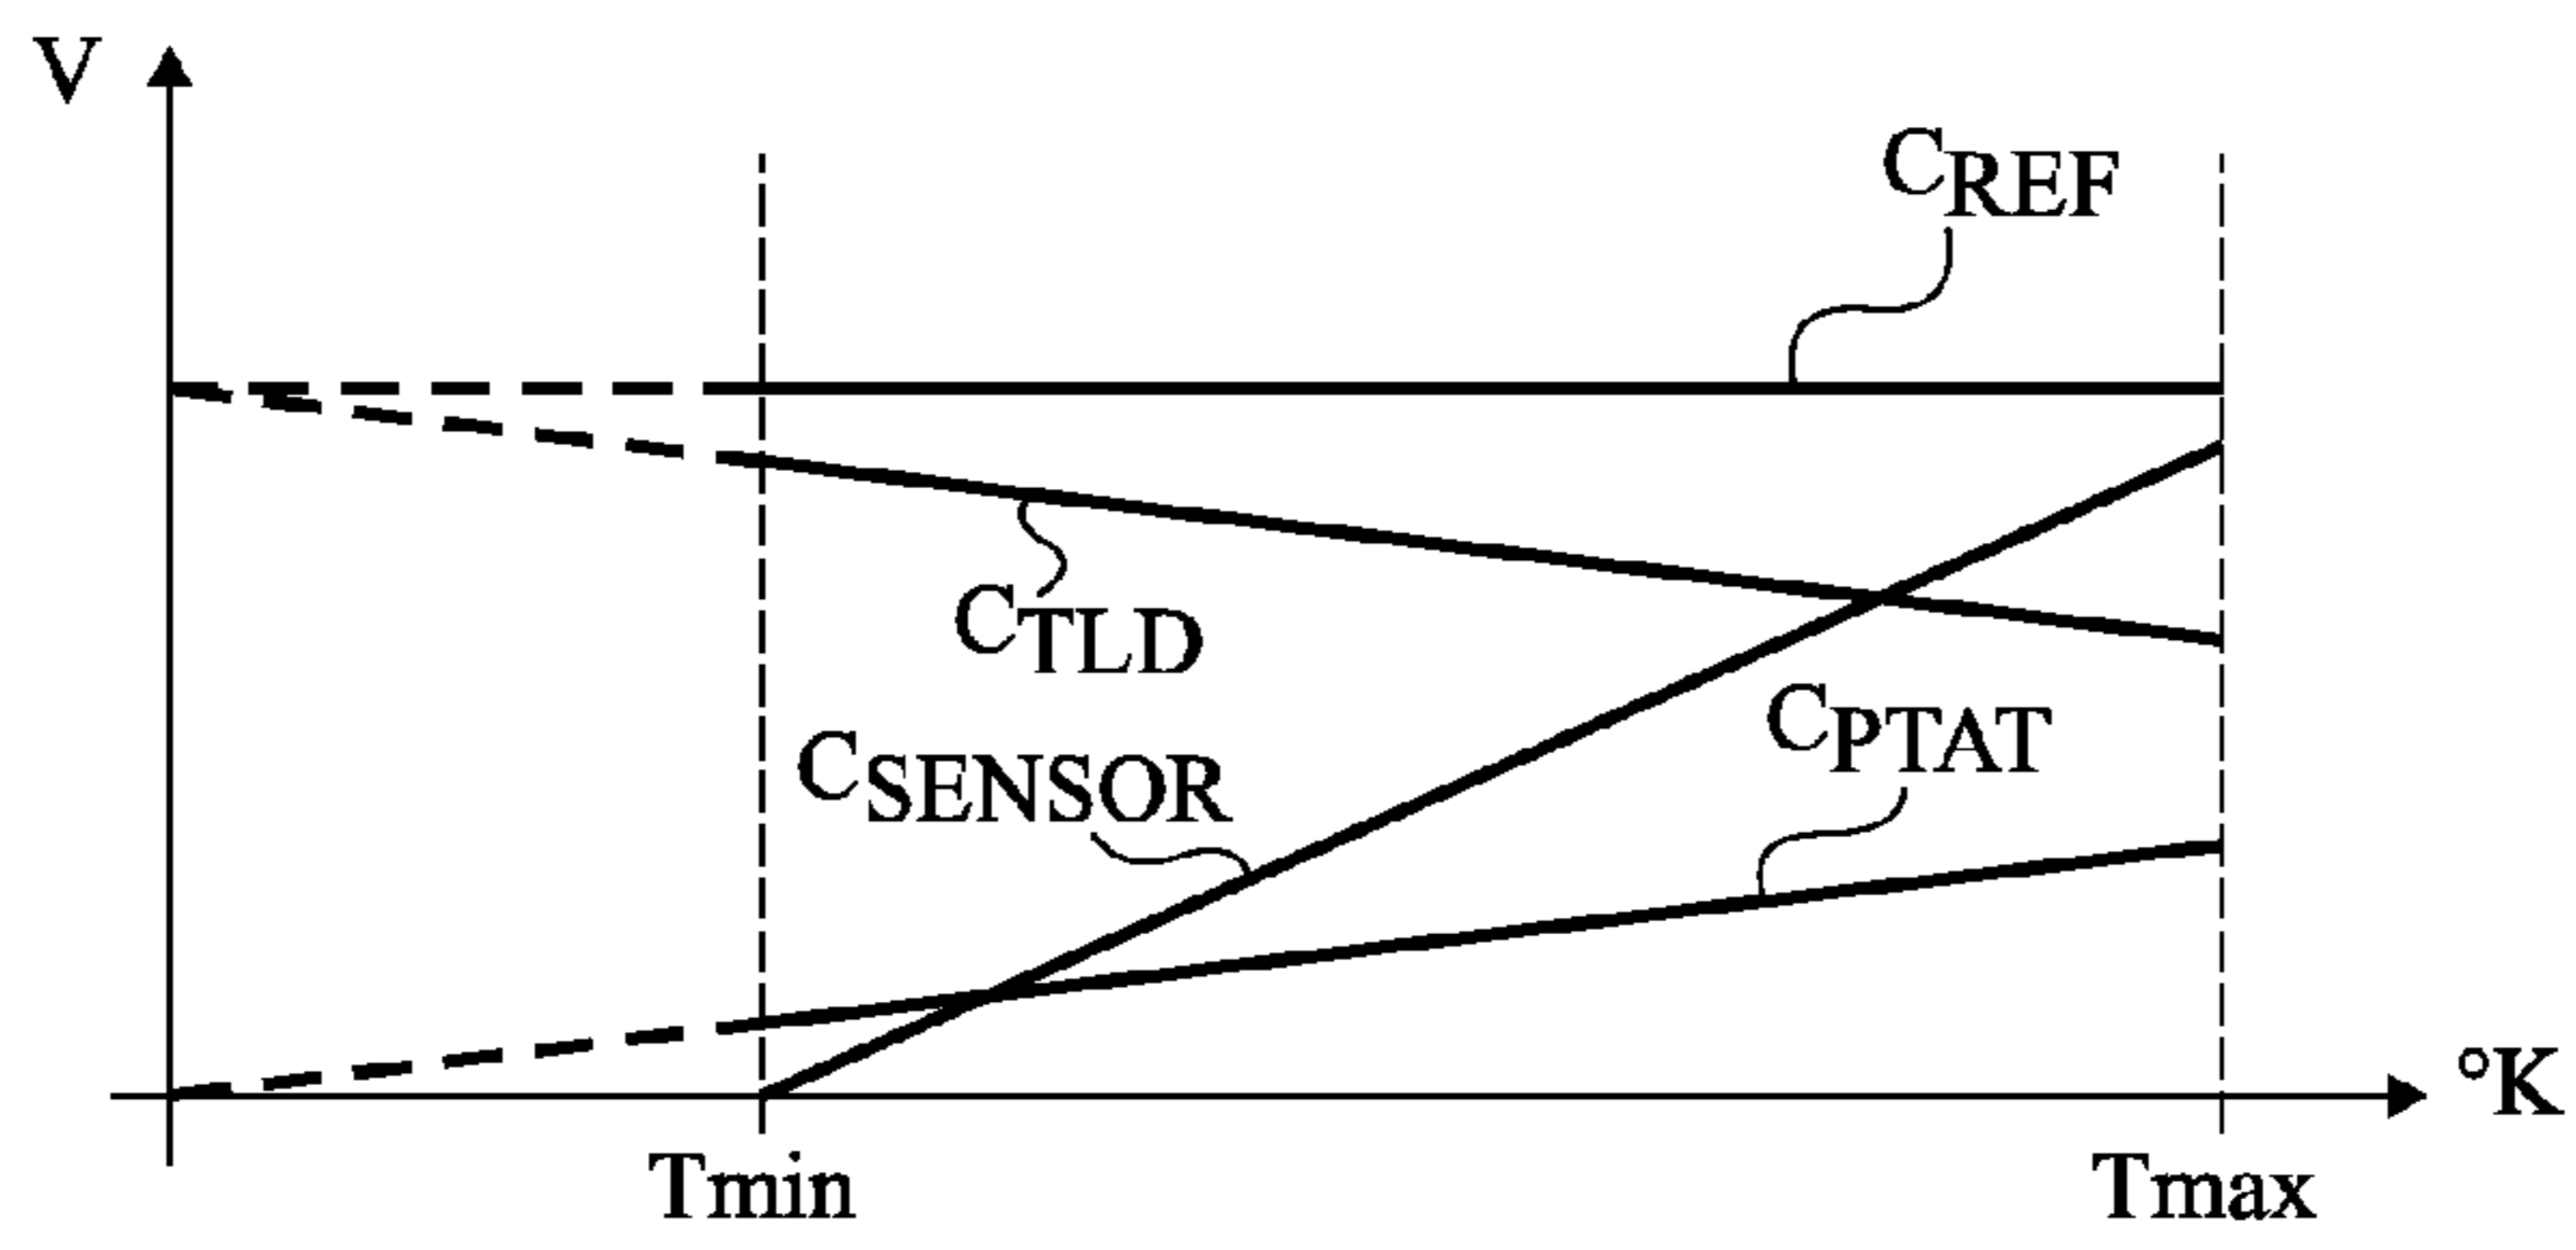 V
CREF
CTLD
CPTAT
CSENSOR
°K
Tmin
Tmax